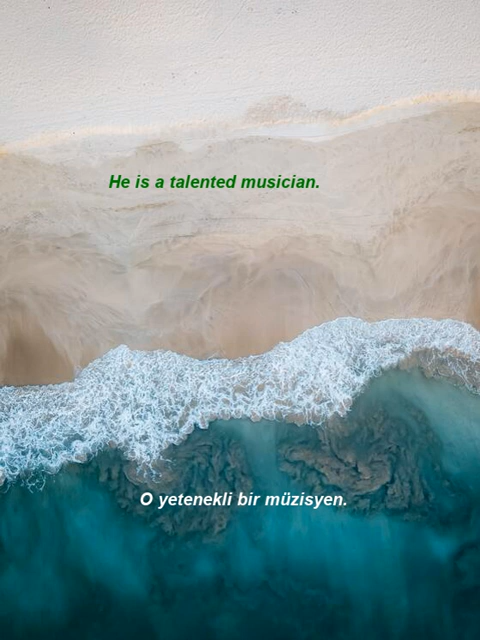 He is a talented musician.
O yetenekli bir müzisyen.